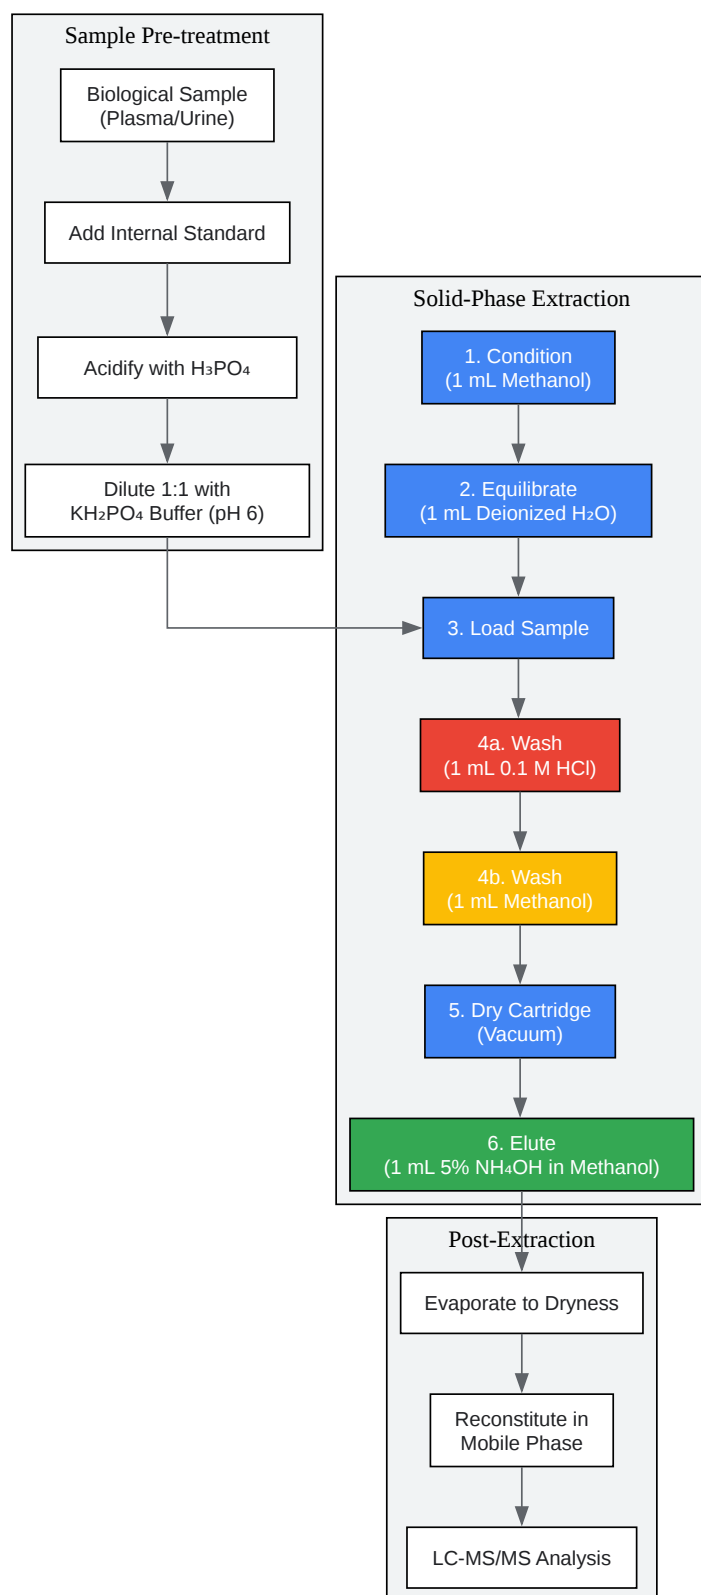 Sample Pre-treatment
Biological Sample
(Plasma/Urine)
Add Internal Standard
Acidify with H₃PO₄
Dilute 1:1 with
KH₂PO₄ Buffer (pH 6)
Solid-Phase Extraction
1. Condition
(1 mL Methanol)
2. Equilibrate
(1 mL Deionized H₂O)
3. Load Sample
4a. Wash
(1 mL 0.1 M HCl)
4b. Wash
(1 mL Methanol)
5. Dry Cartridge
(Vacuum)
6. Elute
(1 mL 5% NH₄OH in Methanol)
Post-Extraction
Evaporate to Dryness
Reconstitute in
Mobile Phase
LC-MS/MS Analysis